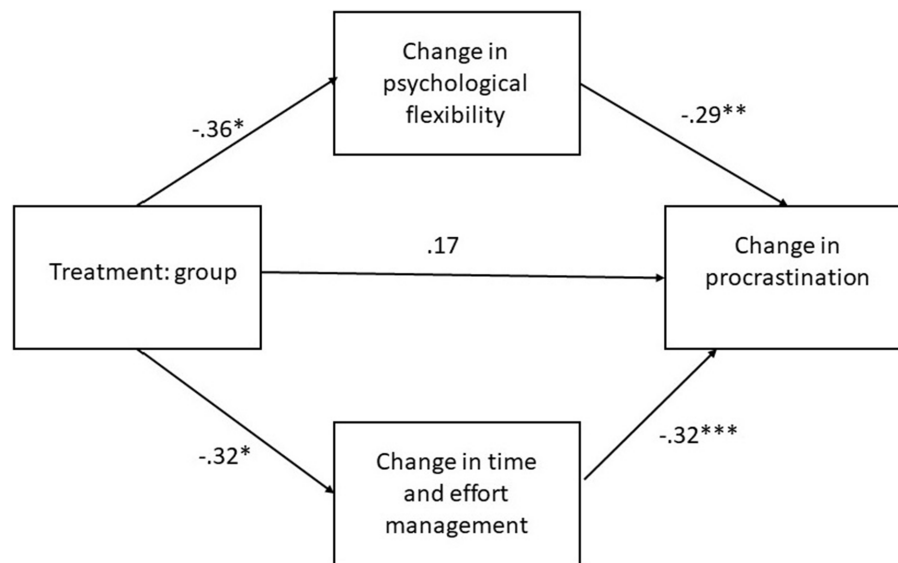 Change in
psychological
flexibility
-.36*
-.29**
Treatment: group
.17
Change in
procrastination
-.32*
-.32***
Change in time
and effort
management